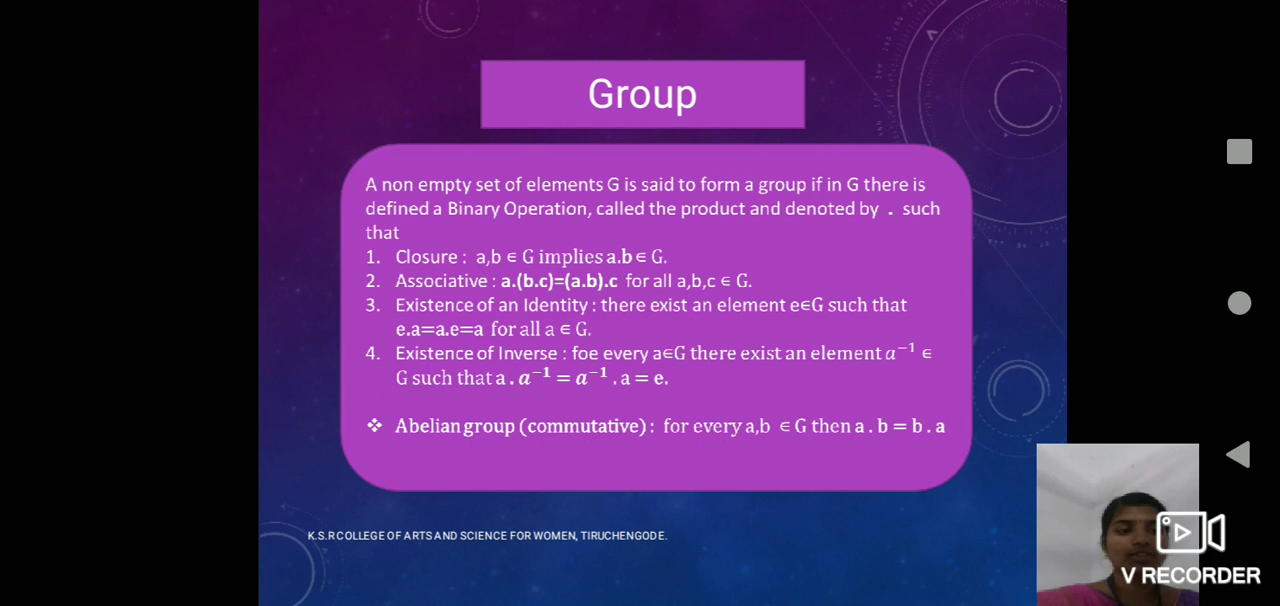 Group
A non empty set of elements G is said to form a group if in G there is
defined a Binary Operation, called the product and denoted by . such
that
1. Closure : a,b ∈ G implies a.b ∈ G.
2. Associative : a.(b.c)=(a.b).c for all a,b,c ∈ G.
3. Existence of an Identity : there exist an element e∈G such that
e.a=a.e=a for all a ∈ G.
4. Existence of Inverse : foe every a∈G there exist an element a⁻¹ ∈
G such that a . a⁻¹ = a⁻¹ . a = e.
❖ Abelian group (commutative) : for every a,b ∈ G then a . b = b . a
K.S.R COLLEGE OF ARTS AND SCIENCE FOR WOMEN, TIRUCHENGODE.
V RECORDER